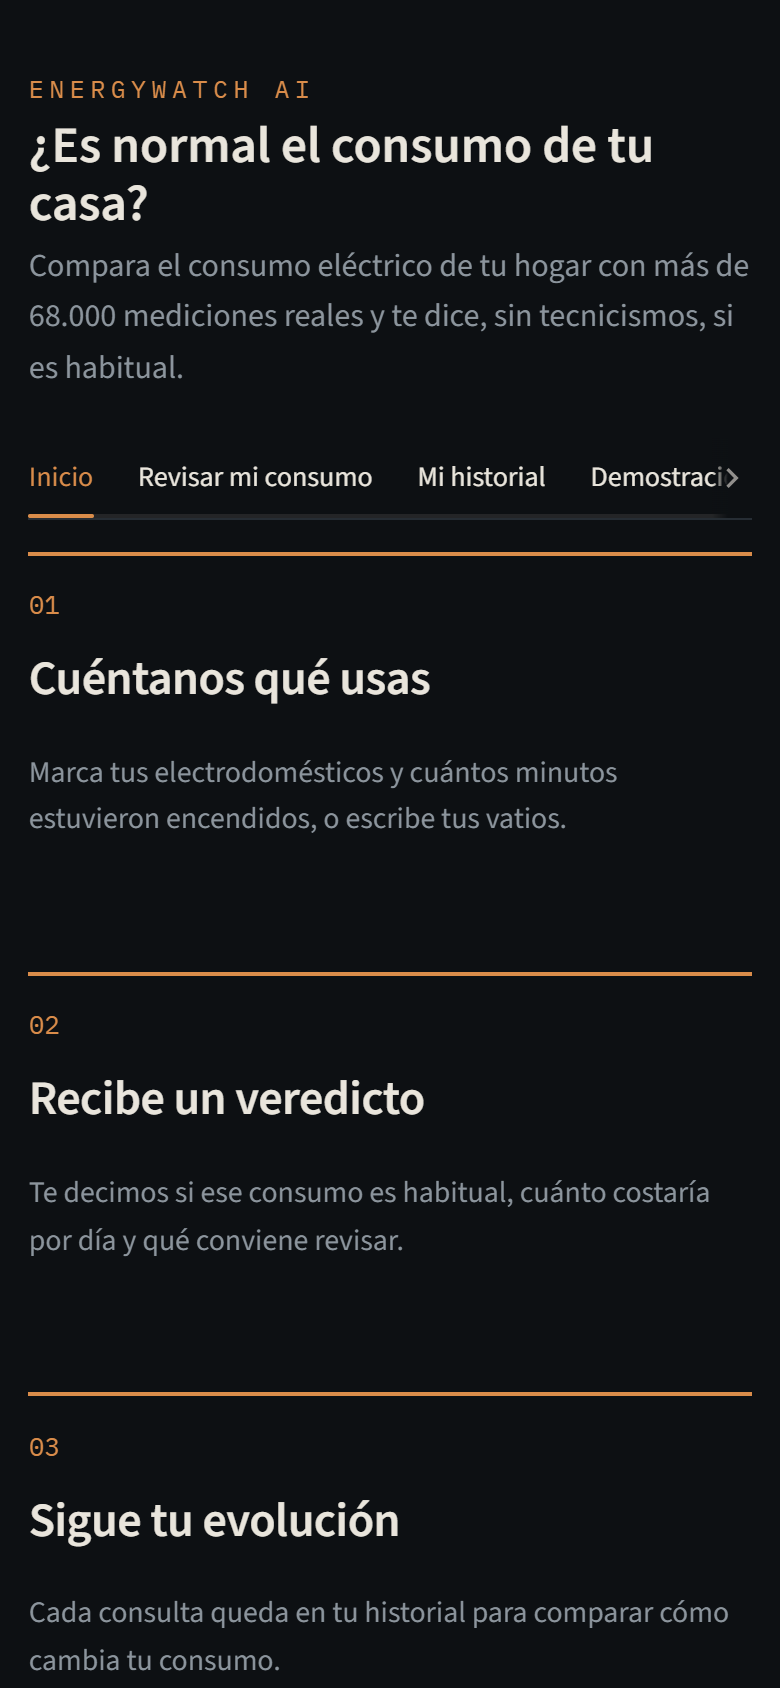 ENERGYWATCH AI
¿Es normal el consumo de tu
casa?
Compara el consumo eléctrico de tu hogar con más de
68.000 mediciones reales y te dice, sin tecnicismos, si
es habitual.
Inicio Revisar mi consumo Mi historial Demostraci
01
Cuéntanos qué usas
Marca tus electrodomésticos y cuántos minutos
estuvieron encendidos, o escribe tus vatios.
02
Recibe un veredicto
Te decimos si ese consumo es habitual, cuánto costaría
por día y qué conviene revisar.
03
Sigue tu evolución
Cada consulta queda en tu historial para comparar cómo
cambia tu consumo.